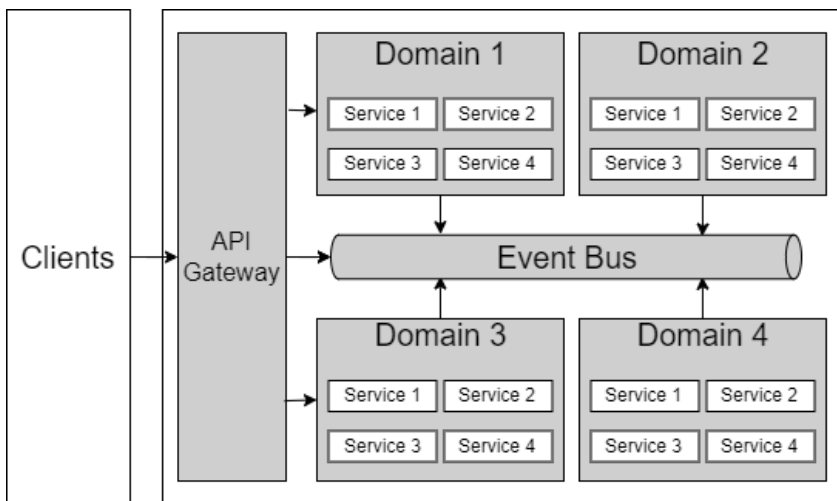 Clients
API
Gateway
Domain 1
Service 1
Service 2
Service 3
Service 4
Domain 2
Service 1
Service 2
Service 3
Service 4
Event Bus
Domain 3
Service 1
Service 2
Service 3
Service 4
Domain 4
Service 1
Service 2
Service 3
Service 4